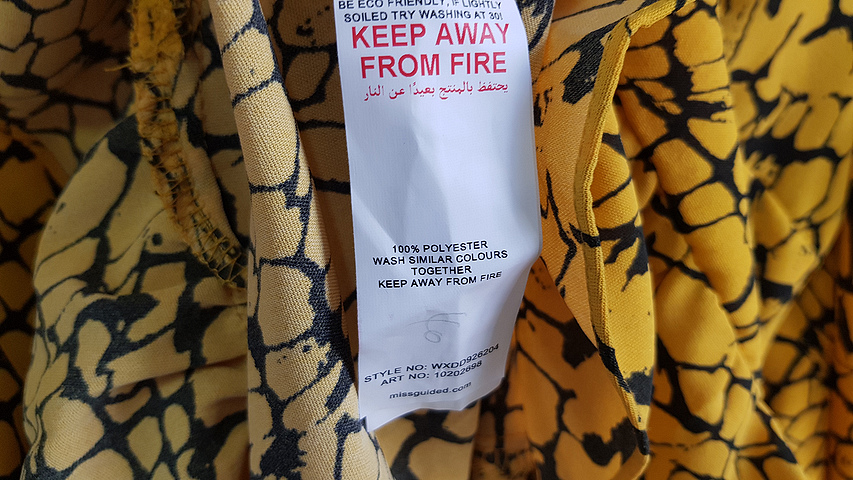 BE ECO FRIENDLY, IF LIGHTLY
SOILED TRY WASHING AT 30!
KEEP AWAY
FROM FIRE
يحتفظ بالمنتج بعيدًا عن النار
100% POLYESTER
WASH SIMILAR COLOURS
TOGETHER
KEEP AWAY FROM FIRE
STYLE NO: WXDD926204
ART NO: 10202698
missguided.com